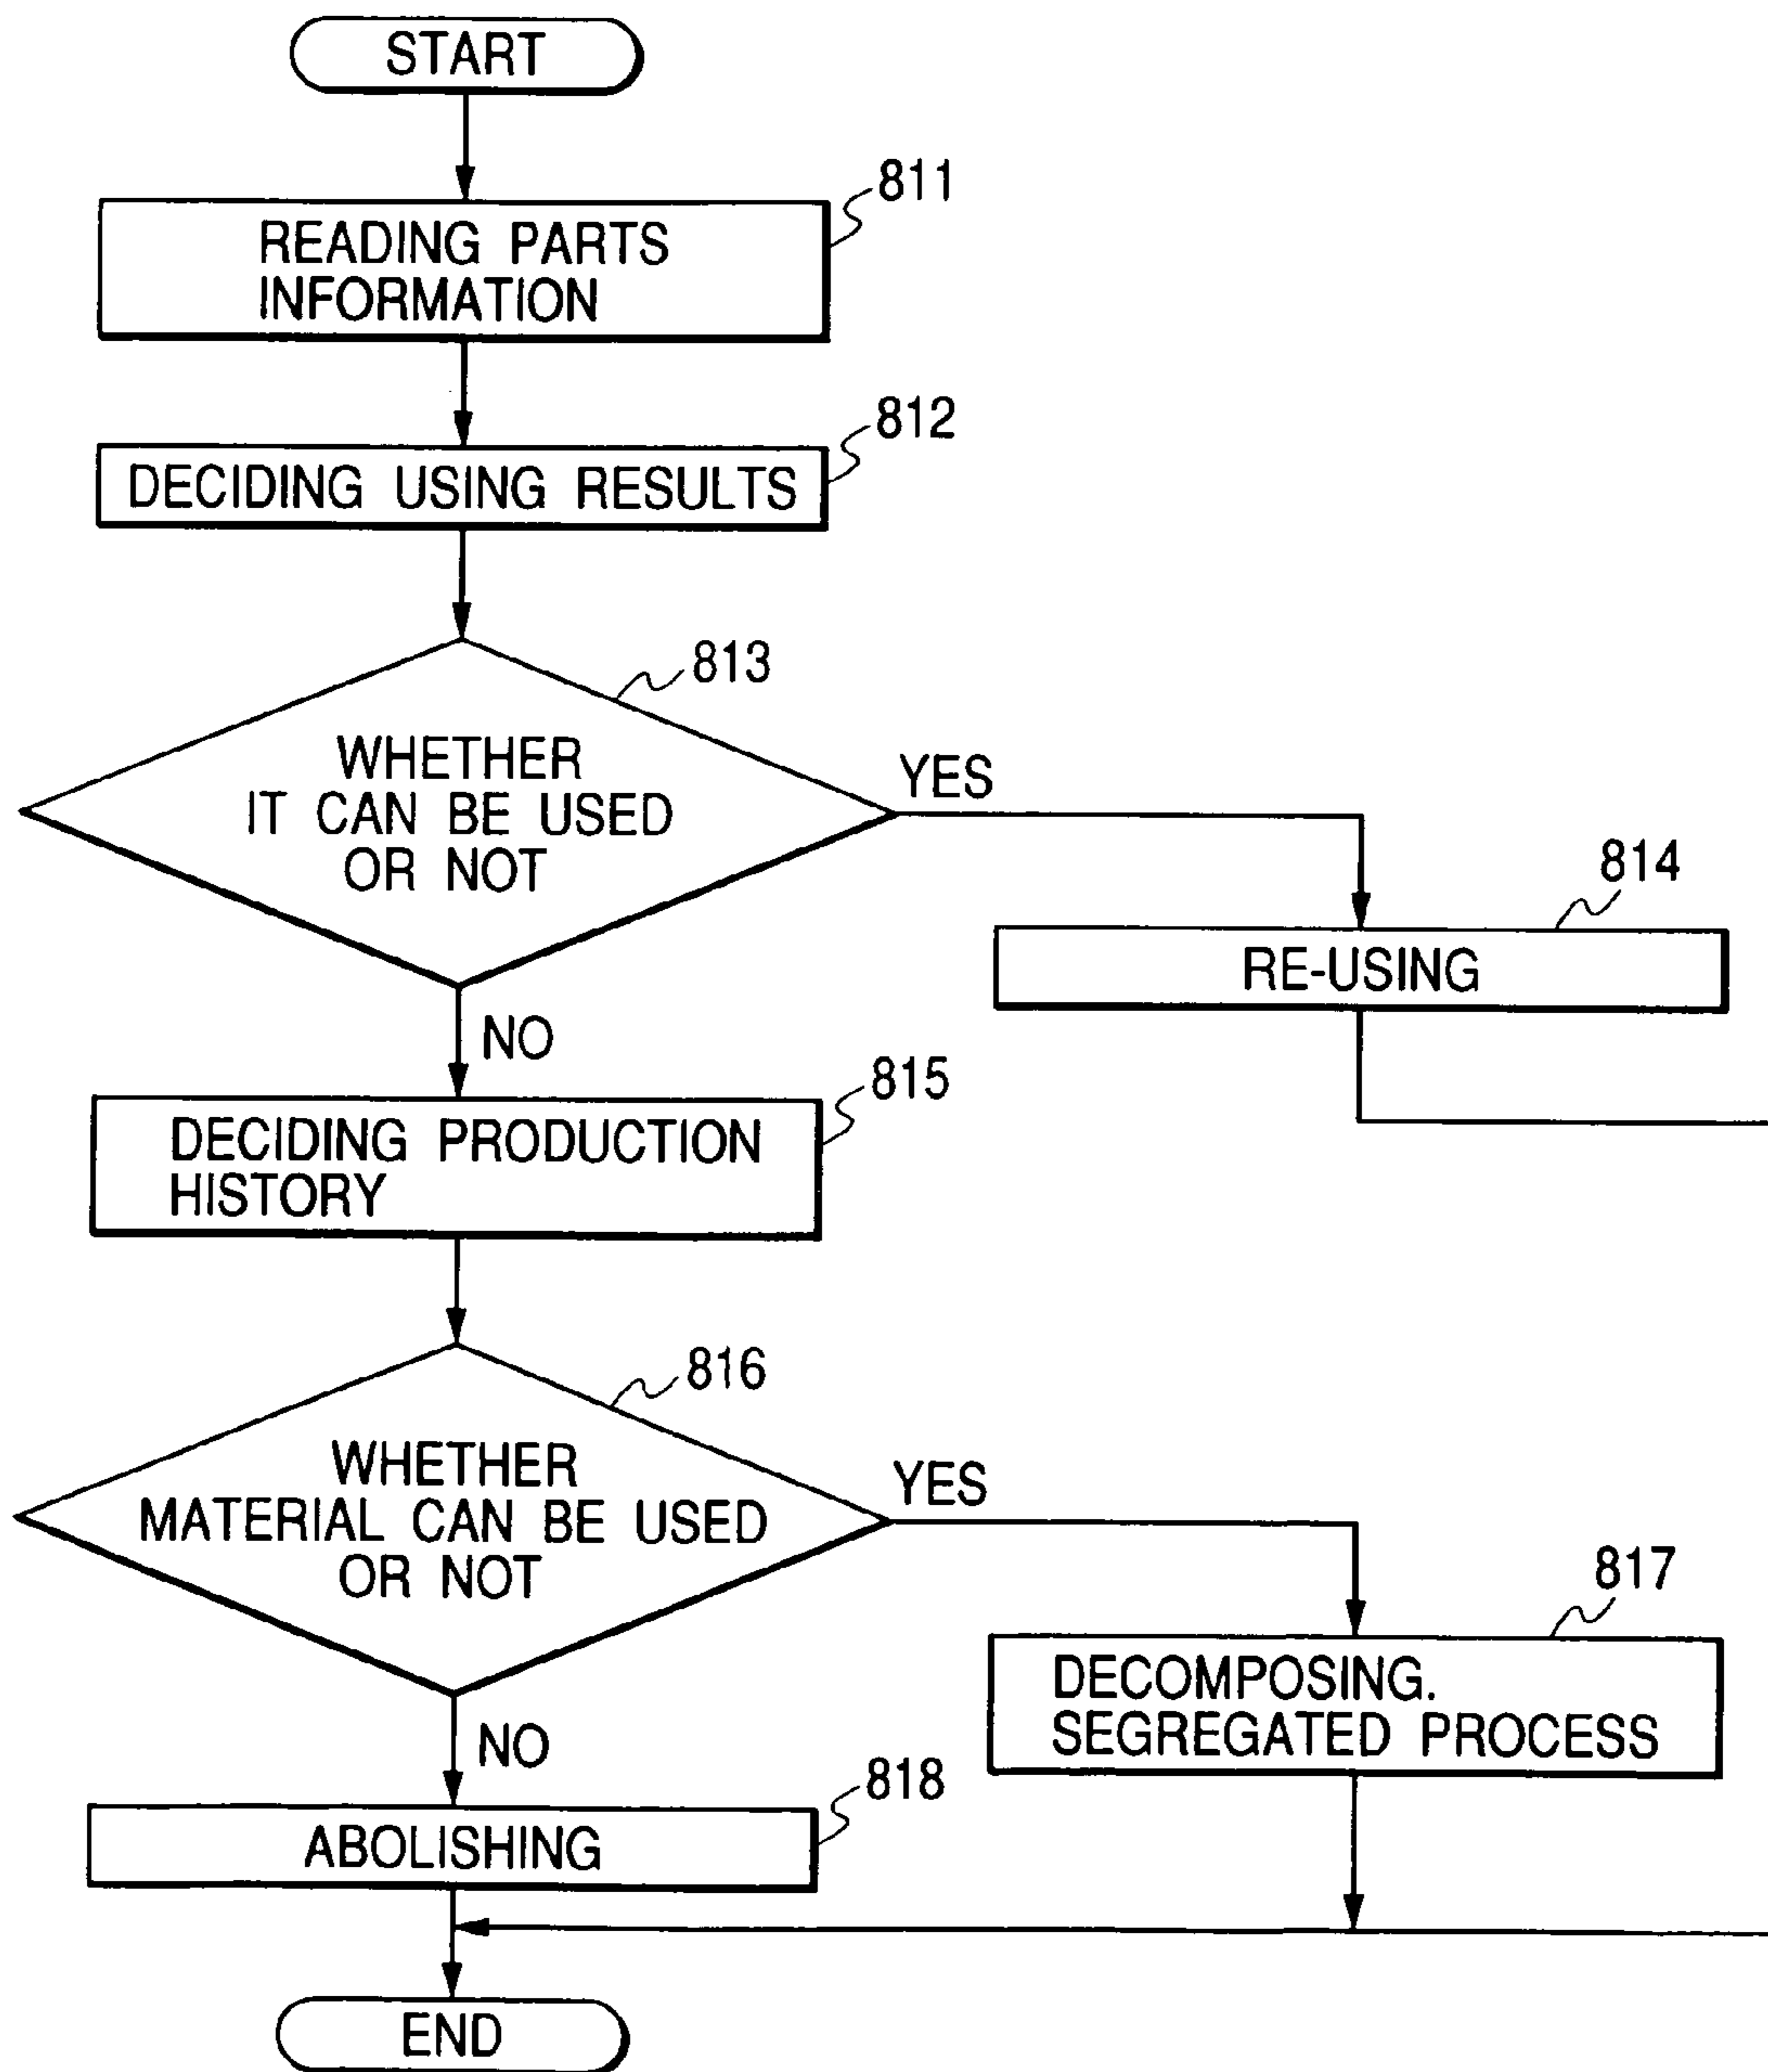 START
811
READING PARTS
INFORMATION
812
DECIDING USING RESULTS
813
WHETHER
IT CAN BE USED
OR NOT
YES
814
RE-USING
NO
815
DECIDING PRODUCTION
HISTORY
816
WHETHER
MATERIAL CAN BE USED
OR NOT
YES
817
DECOMPOSING.
SEGREGATED PROCESS
NO
818
ABOLISHING
END